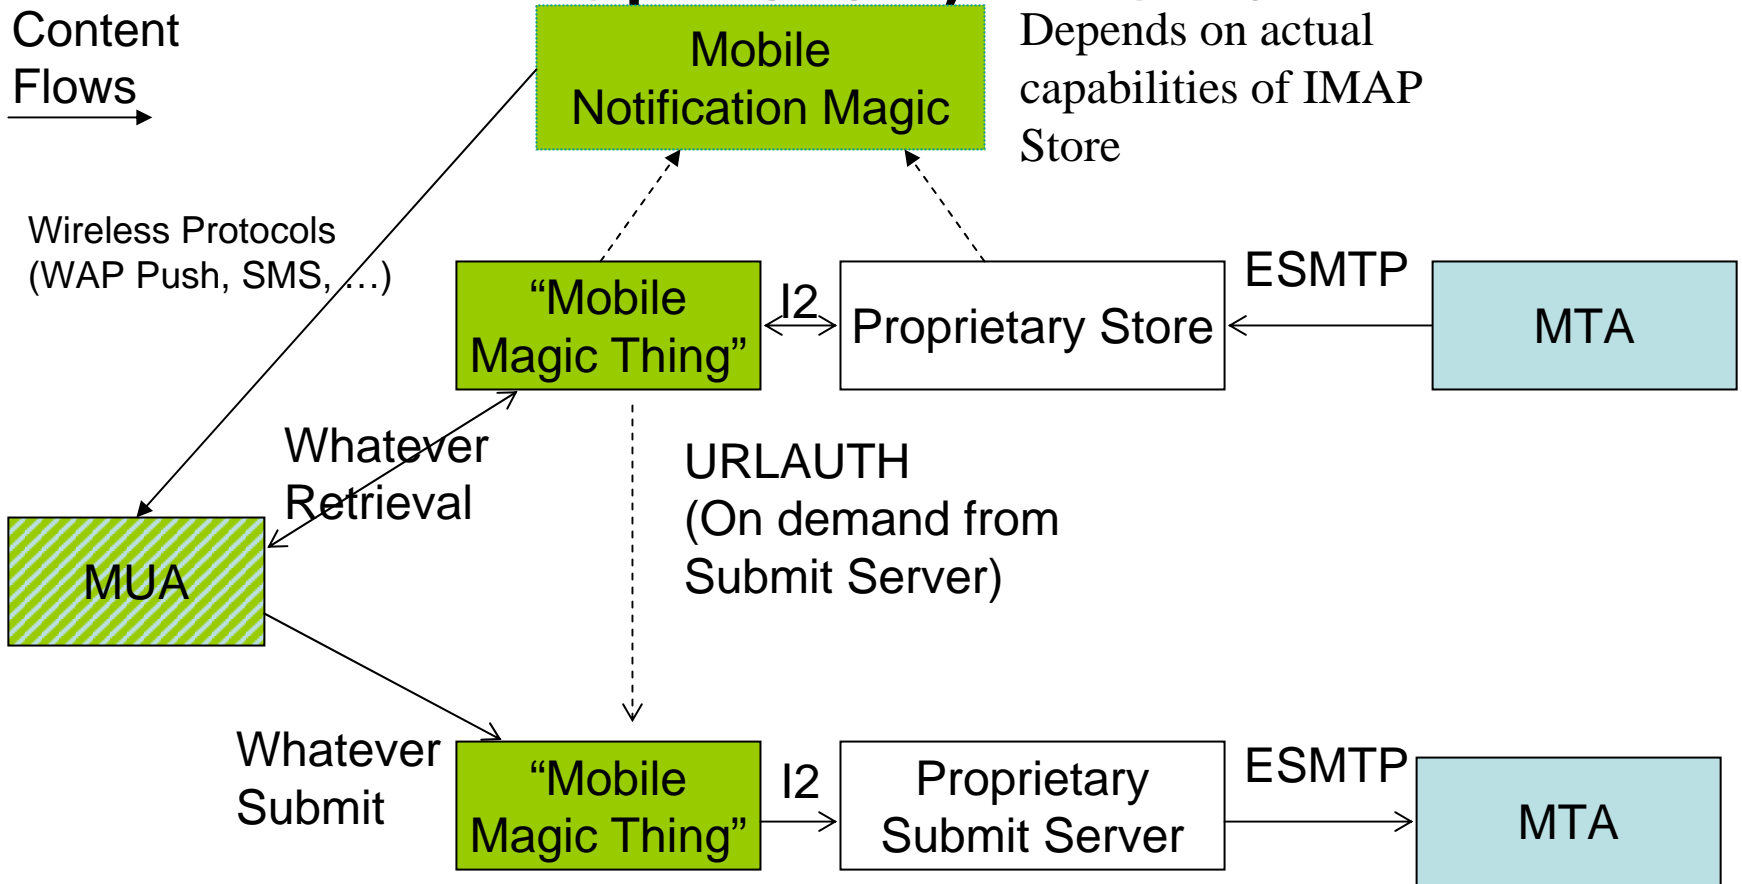 Content
Flows
Mobile
Notification Magic
Depends on actual
capabilities of IMAP
Store
Wireless Protocols
(WAP Push, SMS, …)
“Mobile
Magic Thing”
I2
Proprietary Store
ESMTP
MTA
Whatever
Retrieval
URLAUTH
(On demand from
Submit Server)
MUA
Whatever
Submit
“Mobile
Magic Thing”
I2
Proprietary
Submit Server
ESMTP
MTA